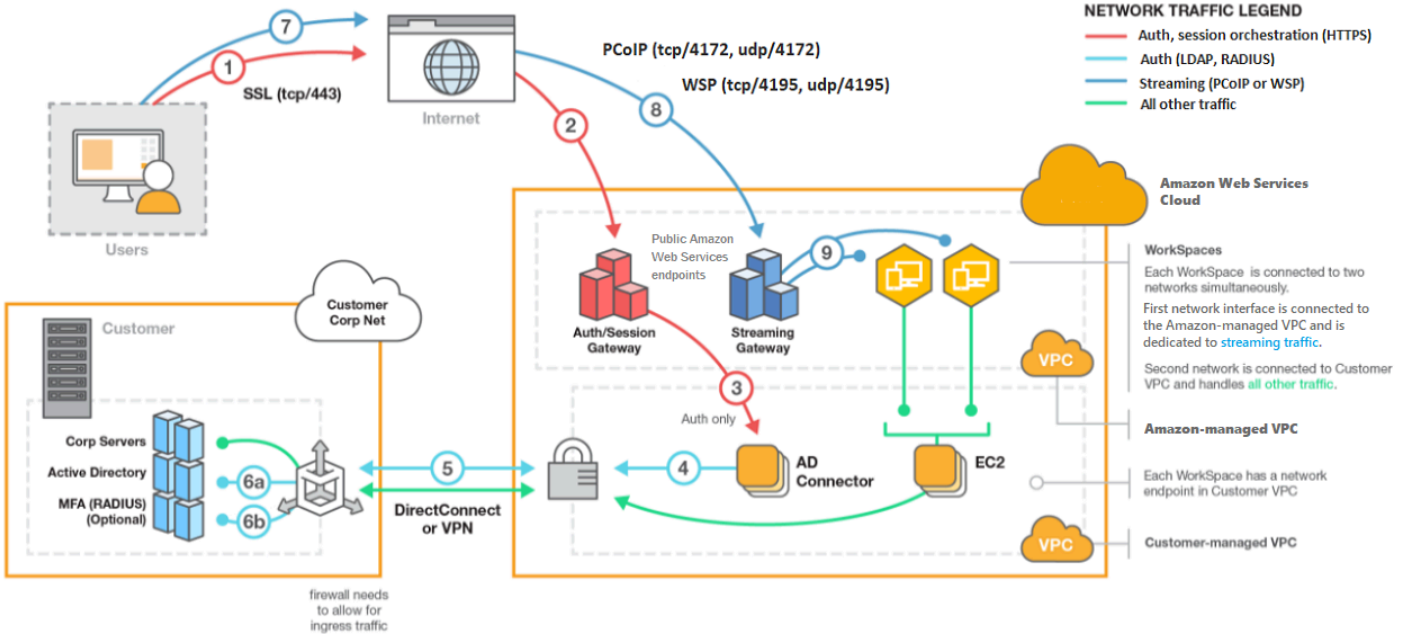 NETWORK TRAFFIC LEGEND
Auth, session orchestration (HTTPS)
Auth (LDAP, RADIUS)
Streaming (PCoIP or WSP)
All other traffic
7
1
SSL (tcp/443)
Users
Internet
PCoIP (tcp/4172, udp/4172)
WSP (tcp/4195, udp/4195)
8
2
Amazon Web Services
Cloud
Public Amazon
Web Services
endpoints
9
Auth/Session
Gateway
Streaming
Gateway
WorkSpaces
Each WorkSpace is connected to two
networks simultaneously.
First network interface is connected to
the Amazon-managed VPC and is
dedicated to streaming traffic.
Second network is connected to Customer
VPC and handles all other traffic.
VPC
Amazon-managed VPC
3
Auth only
4
AD
Connector
EC2
Each WorkSpace has a network
endpoint in Customer VPC
VPC
Customer-managed VPC
Customer
Corp Net
Customer
Corp Servers
Active Directory
MFA (RADIUS)
(Optional)
6a
6b
5
DirectConnect
or VPN
firewall needs
to allow for
ingress traffic